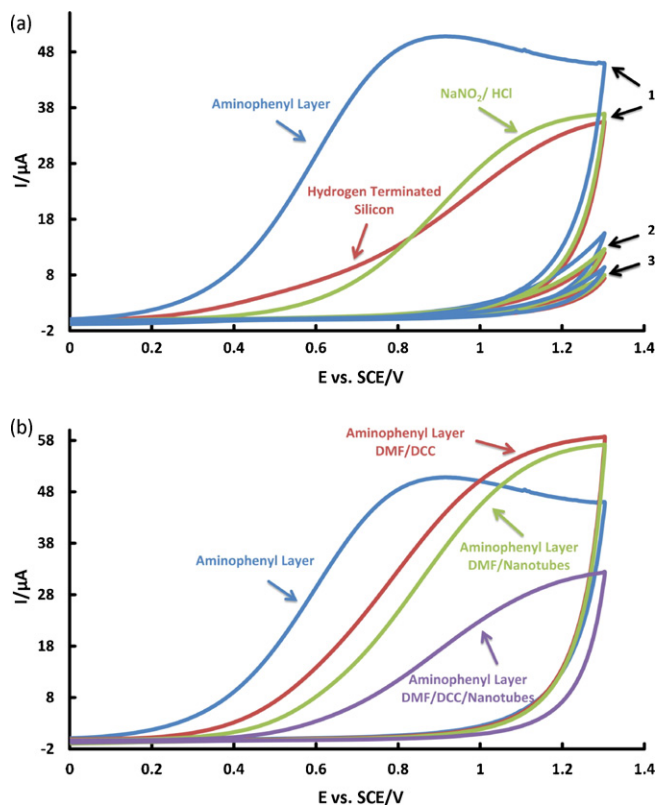 (a)
58
48
38
28
18
8
-2
I/μA
Aminophenyl Layer
NaNO₂/ HCl
Hydrogen Terminated
Silicon
1
2
3
0
0.2
0.4
0.6
0.8
1
1.2
1.4
E vs. SCE/V
(b)
58
48
38
28
18
8
-2
I/μA
Aminophenyl Layer
DMF/DCC
Aminophenyl Layer
Aminophenyl Layer
DMF/Nanotubes
Aminophenyl Layer
DMF/DCC/Nanotubes
0
0.2
0.4
0.6
0.8
1
1.2
1.4
E vs. SCE/V